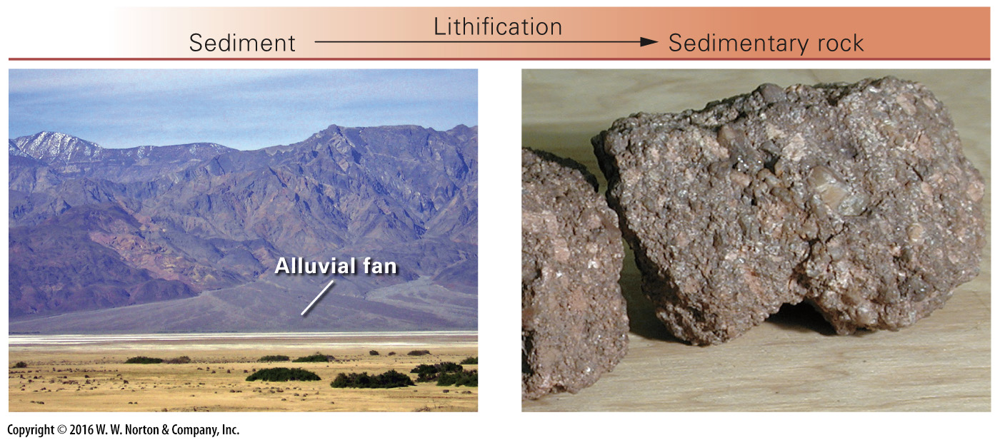 Lithification
Sediment
Sedimentary rock
Alluvial fan
Copyright © 2016 W. W. Norton & Company, Inc.